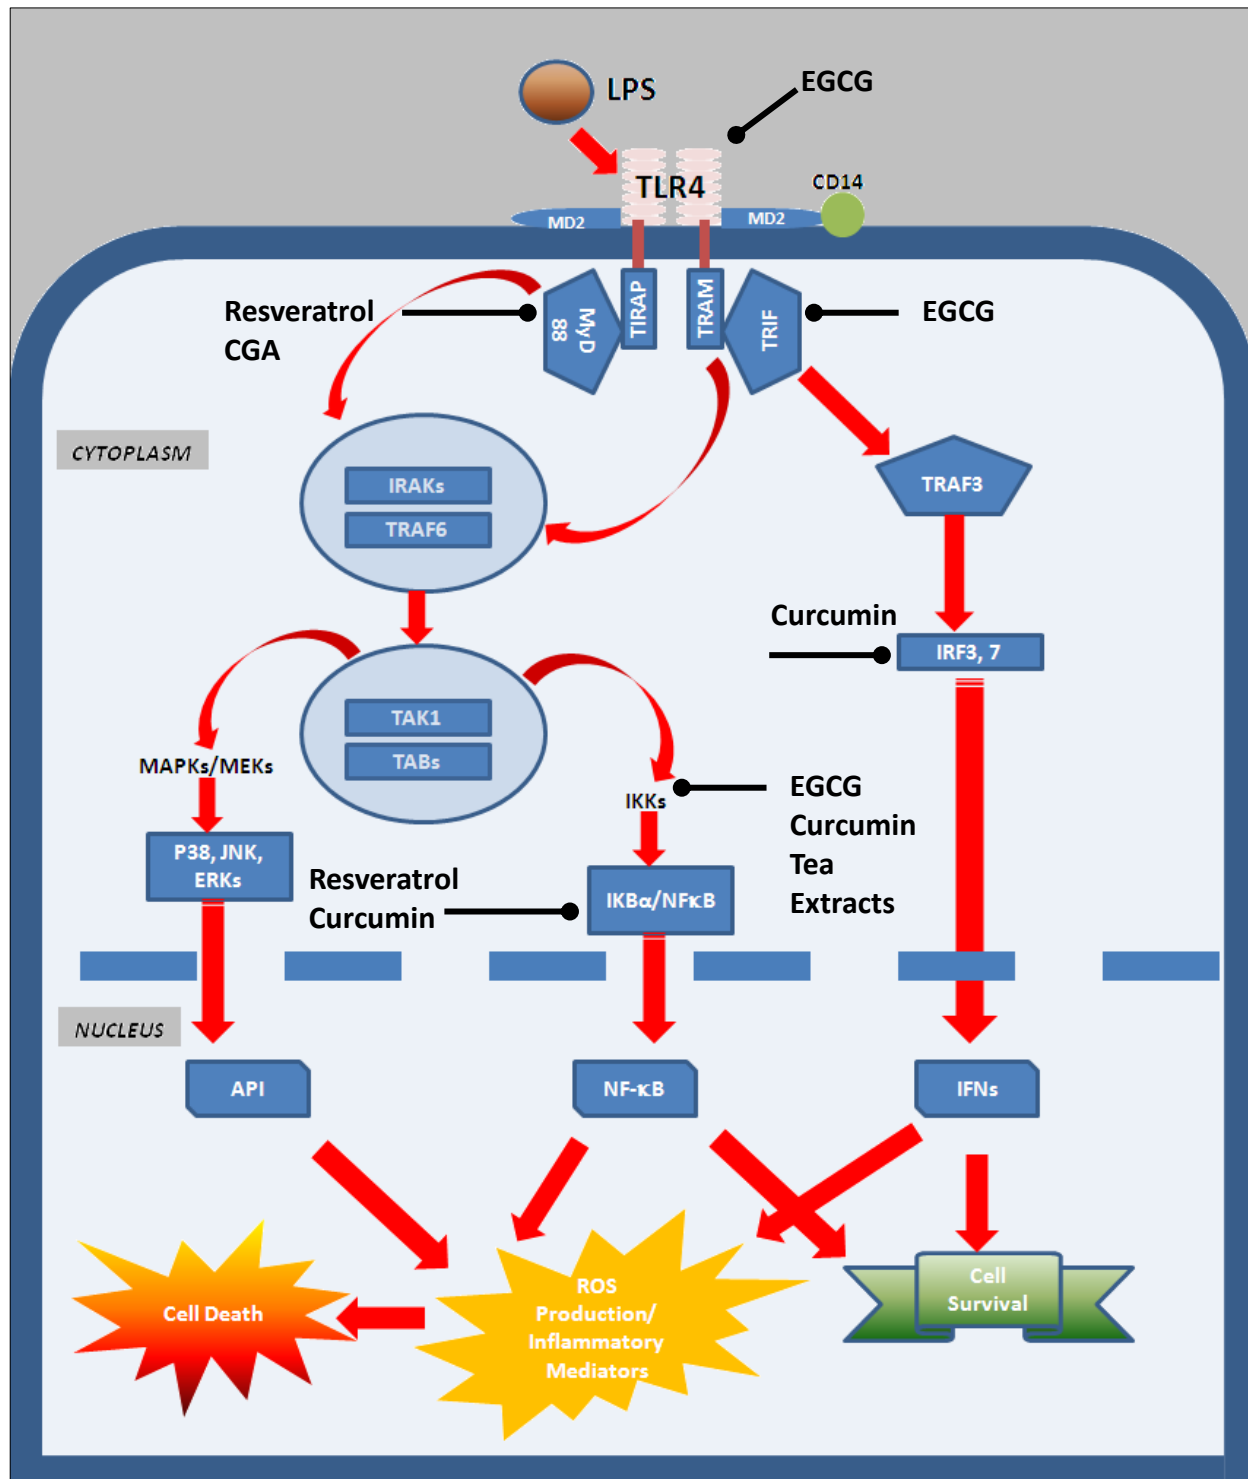 LPS
EGCG
TLR4
CD14
MD2
MD2
Resveratrol
CGA
MyD
88
TIRAP
TRAM
TRIF
EGCG
CYTOPLASM
IRAKs
TRAF6
TRAF3
Curcumin
IRF3, 7
TAK1
TABs
MAPKs/MEKs
IKKs
EGCG
Curcumin
Tea
Extracts
P38, JNK,
ERKs
Resveratrol
Curcumin
IKBα/NFκB
NUCLEUS
API
NF-κB
IFNs
Cell Death
ROS
Production/
Inflammatory
Mediators
Cell
Survival